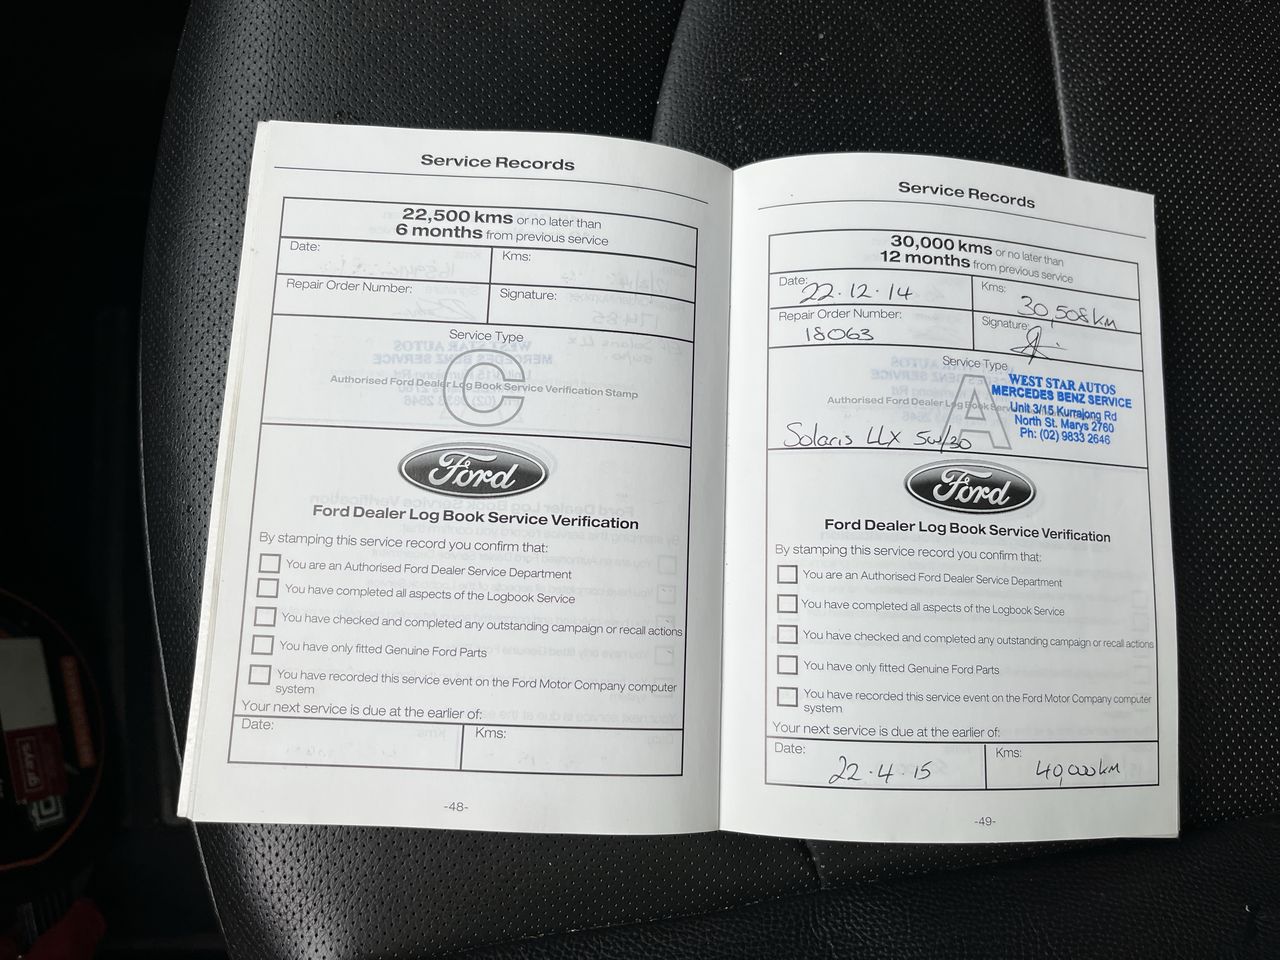 Service Records
22,500 kms or no later than
6 months from previous service
Date:
Kms:
Repair Order Number:
Signature:
Service Type
C
Authorised Ford Dealer Log Book Service Verification Stamp
Ford
Ford Dealer Log Book Service Verification
By stamping this service record you confirm that:
You are an Authorised Ford Dealer Service Department
You have completed all aspects of the Logbook Service
You have checked and completed any outstanding campaign or recall actions
You have only fitted Genuine Ford Parts
You have recorded this service event on the Ford Motor Company computer
system
Your next service is due at the earlier of:
Date:
Kms:
-48-
Service Records
30,000 kms or no later than
12 months from previous service
Date: 22.12.14
Kms: 30,508km
Repair Order Number: 18063
Signature:
Service Type
A
Authorised Ford Dealer Log Book Serv
WEST STAR AUTOS
MERCEDES BENZ SERVICE
Unit 3/15 Kurrajong Rd
North St. Marys 2760
Ph: (02) 9833 2646
Solaris LLX 5w/30
Ford
Ford Dealer Log Book Service Verification
By stamping this service record you confirm that:
You are an Authorised Ford Dealer Service Department
You have completed all aspects of the Logbook Service
You have checked and completed any outstanding campaign or recall actions
You have only fitted Genuine Ford Parts
You have recorded this service event on the Ford Motor Company computer
system
Your next service is due at the earlier of:
Date: 22.4.15
Kms: 40,000km
-49-